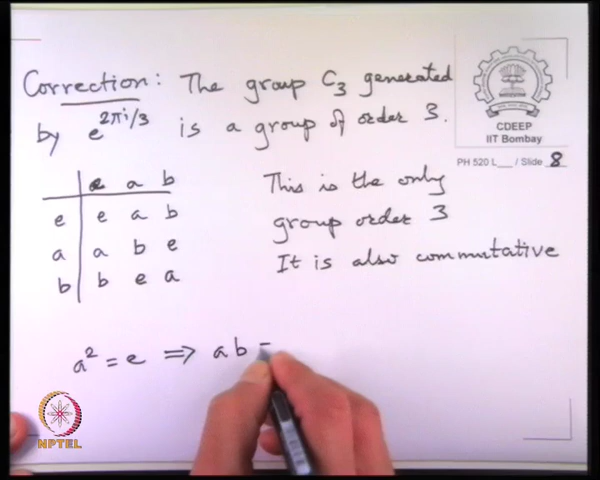 Correction: The group C₃ generated
by e^{2πi/3} is a group of order 3.
CDEEP
IIT Bombay
PH 520 L___ / Slide 8
e a b
e e a b
a a b e
b b e a
This is the only
group order 3
It is also commutative
a² = e ⟹ a b =
NPTEL